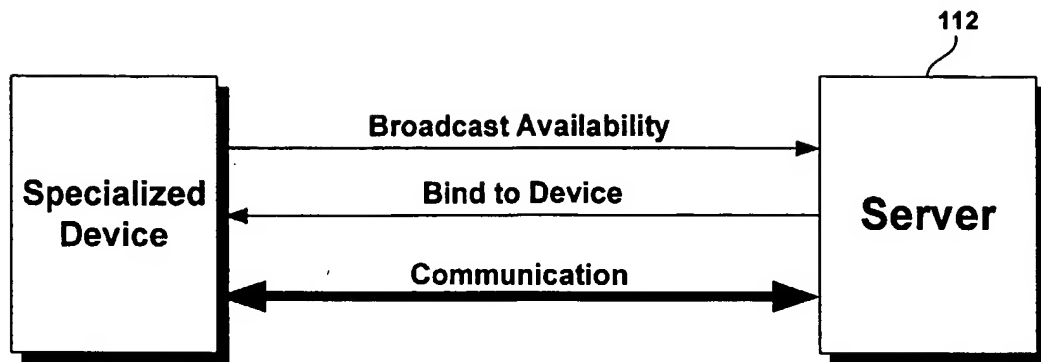 112
Broadcast Availability
Specialized
Device
Bind to Device
Server
Communication